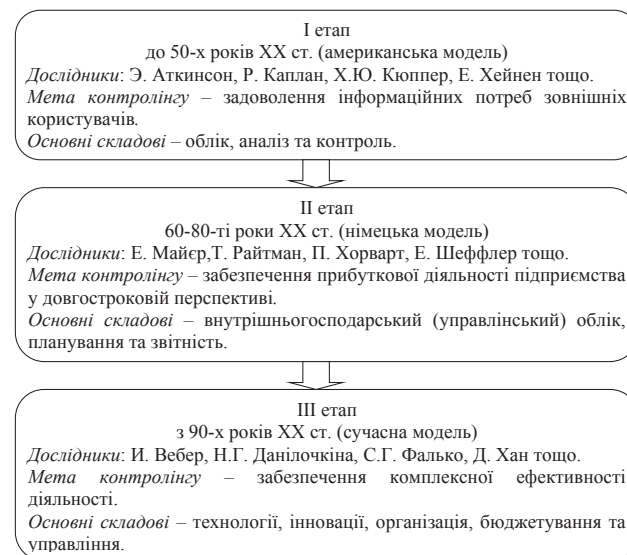 І етап
до 50-х років ХХ ст. (американська модель)
Дослідники: Э. Аткинсон, Р. Каплан, Х.Ю. Кюппер, Е. Хейнен тощо.
Мета контролінгу – задоволення інформаційних потреб зовнішніх
користувачів.
Основні складові – облік, аналіз та контроль.
ІІ етап
60-80-ті роки ХХ ст. (німецька модель)
Дослідники: Е. Майєр,Т. Райтман, П. Хорварт, Е. Шеффлер тощо.
Мета контролінгу – забезпечення прибуткової діяльності підприємства
у довгостроковій перспективі.
Основні складові – внутрішньогосподарський (управлінський) облік,
планування та звітність.
ІІІ етап
з 90-х років ХХ ст. (сучасна модель)
Дослідники: И. Вебер, Н.Г. Данілочкіна, С.Г. Фалько, Д. Хан тощо.
Мета контролінгу – забезпечення комплексної ефективності
діяльності.
Основні складові – технології, інновації, організація, бюджетування та
управління.